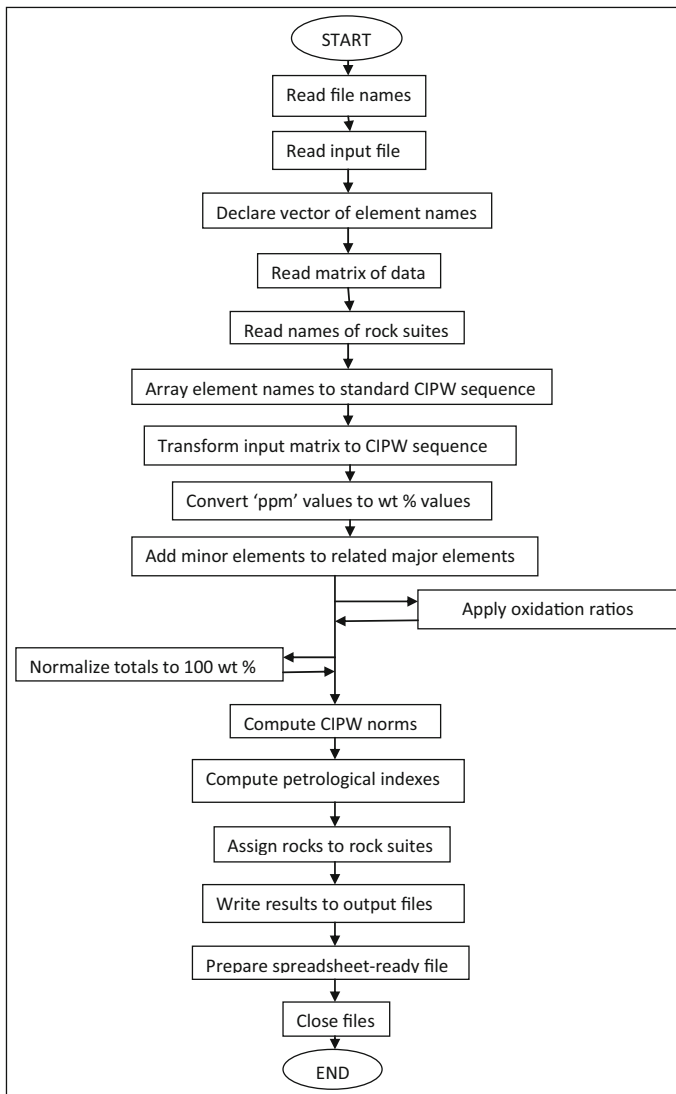 START
Read file names
Read input file
Declare vector of element names
Read matrix of data
Read names of rock suites
Array element names to standard CIPW sequence
Transform input matrix to CIPW sequence
Convert ‘ppm’ values to wt % values
Add minor elements to related major elements
Apply oxidation ratios
Normalize totals to 100 wt %
Compute CIPW norms
Compute petrological indexes
Assign rocks to rock suites
Write results to output files
Prepare spreadsheet-ready file
Close files
END